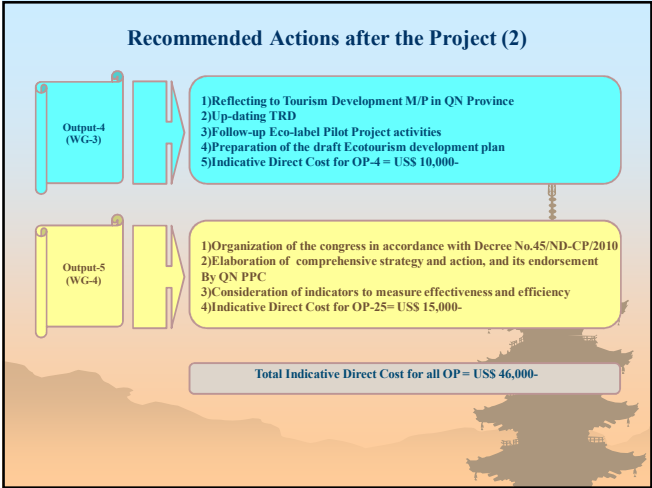 Recommended Actions after the Project (2)
Output-4
(WG-3)
1)Reflecting to Tourism Development M/P in QN Province
2)Up-dating TRD
3)Follow-up Eco-label Pilot Project activities
4)Preparation of the draft Ecotourism development plan
5)Indicative Direct Cost for OP-4 = US$ 10,000-
Output-5
(WG-4)
1)Organization of the congress in accordance with Decree No.45/ND-CP/2010
2)Elaboration of comprehensive strategy and action, and its endorsement
By QN PPC
3)Consideration of indicators to measure effectiveness and efficiency
4)Indicative Direct Cost for OP-25= US$ 15,000-
Total Indicative Direct Cost for all OP = US$ 46,000-